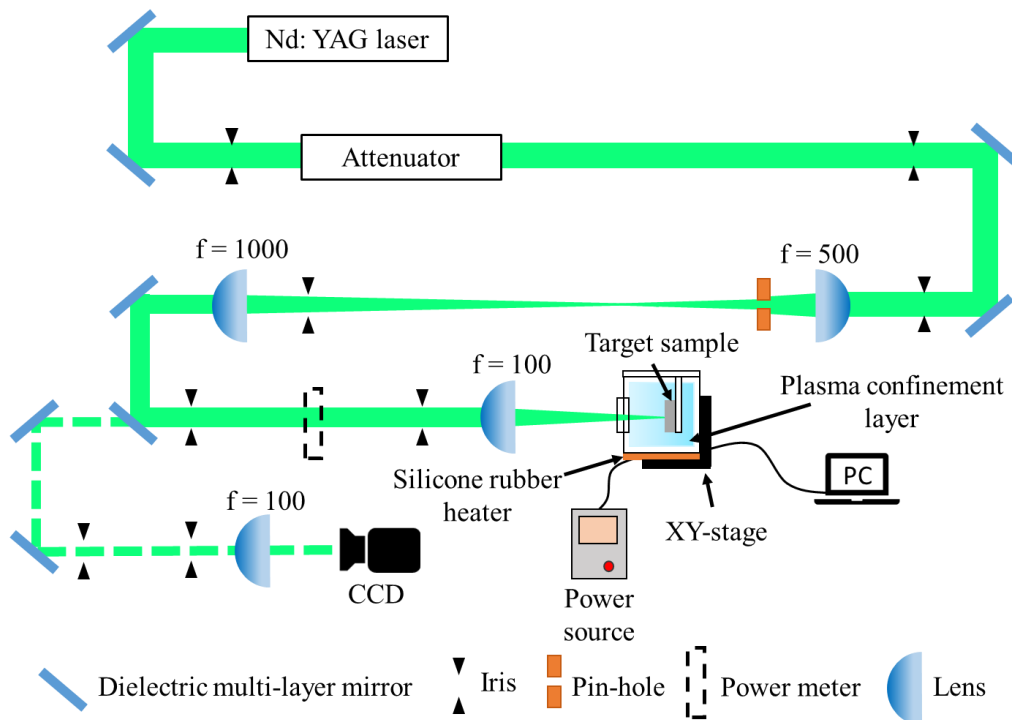 Nd: YAG laser
Attenuator
f = 1000
f = 500
Target sample
f = 100
Plasma confinement
layer
Silicone rubber
heater
PC
XY-stage
f = 100
CCD
Power
source
Dielectric multi-layer mirror
Iris
Pin-hole
Power meter
Lens